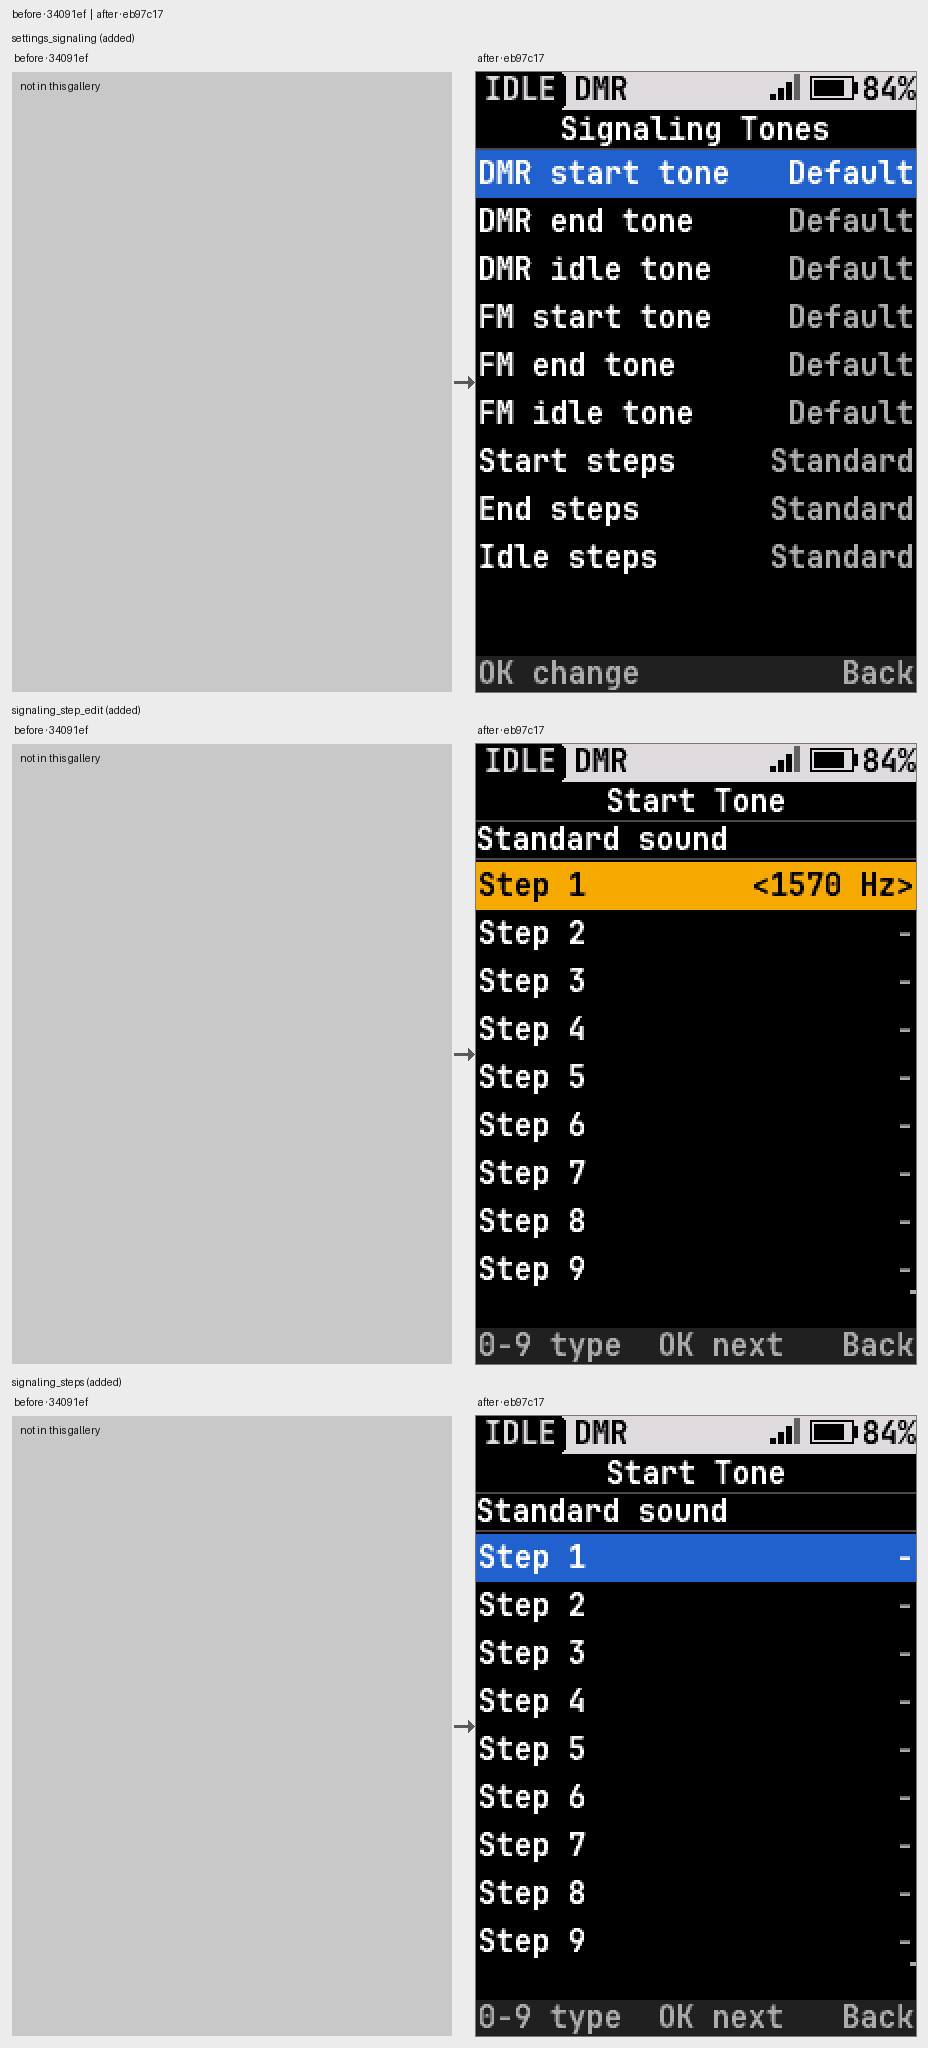 before · 34091ef | after · eb97c17
settings_signaling (added)
before · 34091ef
after · eb97c17
not in this gallery
IDLE DMR 84%
Signaling Tones
DMR start tone Default
DMR end tone Default
DMR idle tone Default
FM start tone Default
FM end tone Default
FM idle tone Default
Start steps Standard
End steps Standard
Idle steps Standard
OK change Back
signaling_step_edit (added)
before · 34091ef
after · eb97c17
not in this gallery
IDLE DMR 84%
Start Tone
Standard sound
Step 1 <1570 Hz>
Step 2 -
Step 3 -
Step 4 -
Step 5 -
Step 6 -
Step 7 -
Step 8 -
Step 9 -
0-9 type OK next Back
signaling_steps (added)
before · 34091ef
after · eb97c17
not in this gallery
IDLE DMR 84%
Start Tone
Standard sound
Step 1 -
Step 2 -
Step 3 -
Step 4 -
Step 5 -
Step 6 -
Step 7 -
Step 8 -
Step 9 -
0-9 type OK next Back